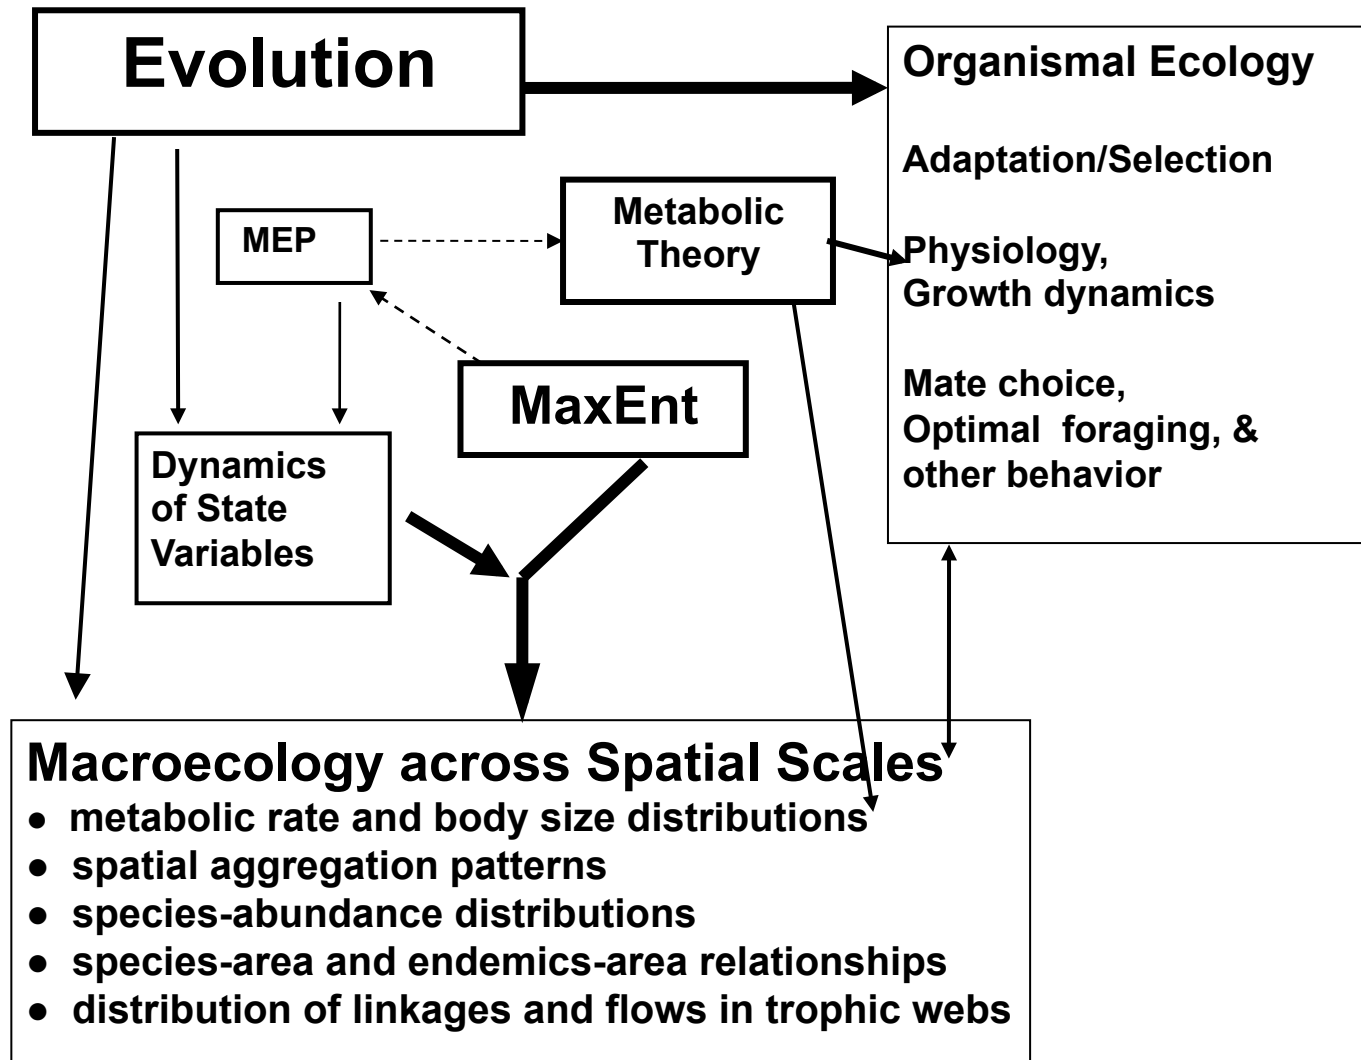 Evolution
Organismal Ecology
Adaptation/Selection
Physiology,
Growth dynamics
Mate choice,
Optimal foraging, &
other behavior
MEP
Metabolic
Theory
MaxEnt
Dynamics
of State
Variables
Macroecology across Spatial Scales
● metabolic rate and body size distributions
● spatial aggregation patterns
● species-abundance distributions
● species-area and endemics-area relationships
● distribution of linkages and flows in trophic webs